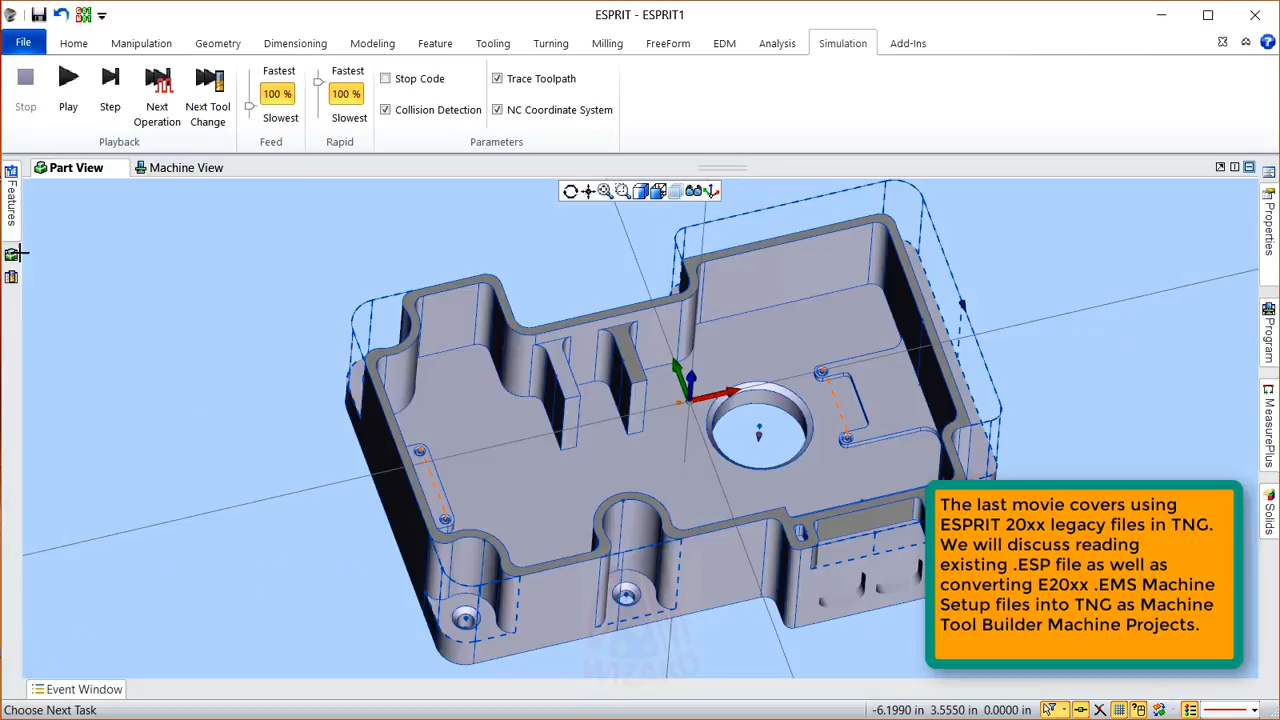 ESPRIT - ESPRIT1
File
Home
Manipulation
Geometry
Dimensioning
Modeling
Feature
Tooling
Turning
Milling
FreeForm
EDM
Analysis
Simulation
Add-Ins
Stop
Play
Step
Next Operation
Next Tool Change
Playback
Fastest
100 %
Slowest
Feed
Fastest
100 %
Slowest
Rapid
Stop Code
Collision Detection
Trace Toolpath
NC Coordinate System
Parameters
Part View
Machine View
Features
Properties
Program
MeasurePlus
Solids
The last movie covers using
ESPRIT 20xx legacy files in TNG.
We will discuss reading
existing .ESP file as well as
converting E20xx .EMS Machine
Setup files into TNG as Machine
Tool Builder Machine Projects.
WIZARD
Event Window
Choose Next Task
-6.1990 in 3.5550 in 0.0000 in